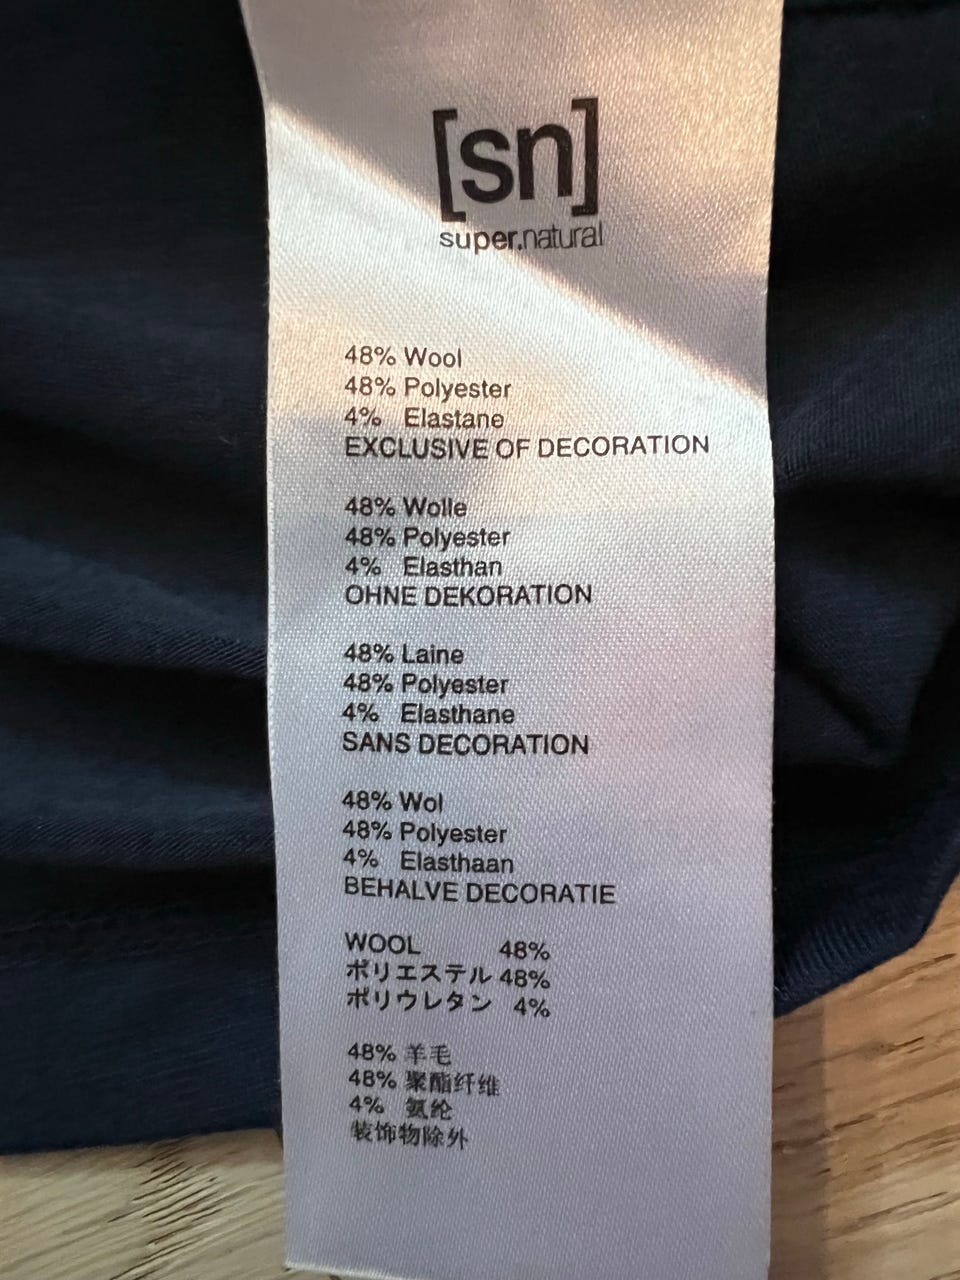 [sn]
super.natural
48% Wool
48% Polyester
4% Elastane
EXCLUSIVE OF DECORATION
48% Wolle
48% Polyester
4% Elasthan
OHNE DEKORATION
48% Laine
48% Polyester
4% Elasthane
SANS DECORATION
48% Wol
48% Polyester
4% Elasthaan
BEHALVE DECORATIE
WOOL 48%
ポリエステル 48%
ポリウレタン 4%
48% 羊毛
48% 聚酯纤维
4% 氨纶
装饰物除外